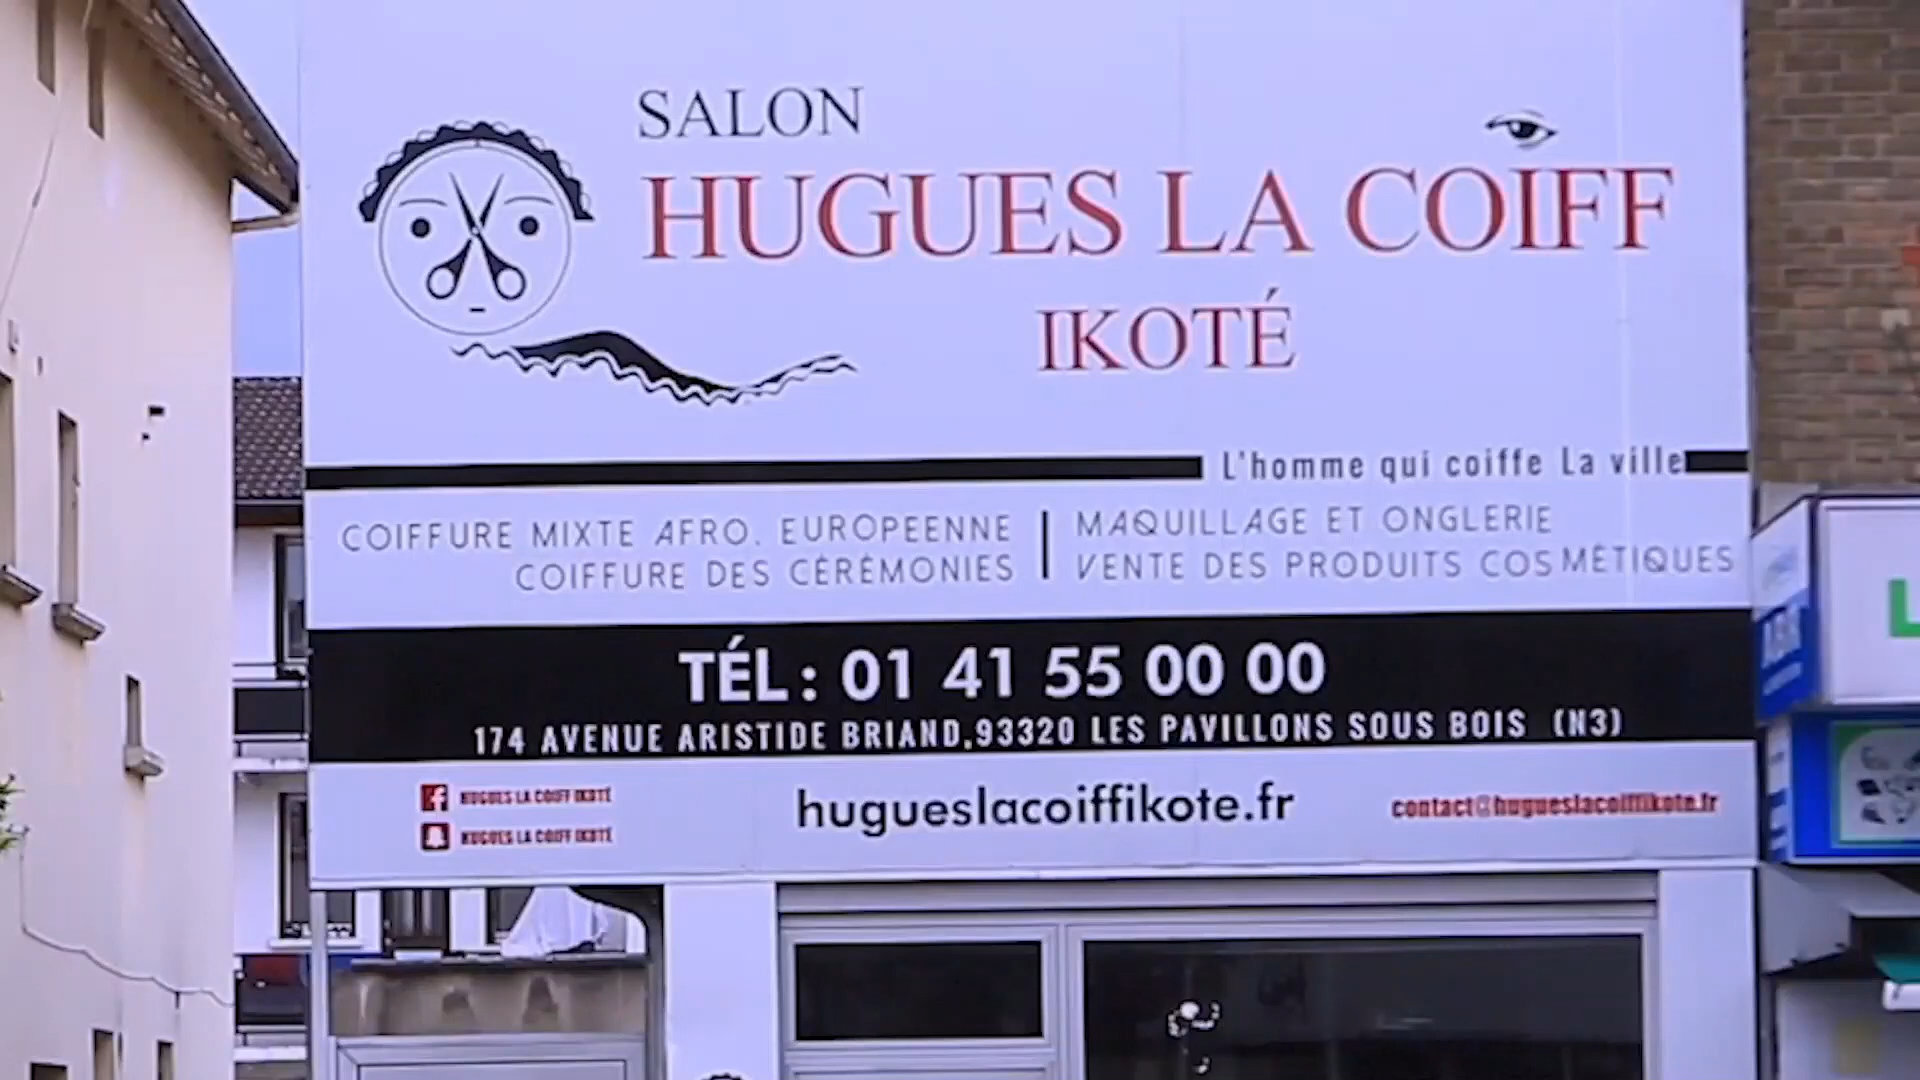 SALON
HUGUES LA COIFF
IKOTÉ
L'homme qui coiffe La ville
COIFFURE MIXTE AFRO. EUROPEENNE
COIFFURE DES CÉRÉMONIES
MAQUILLAGE ET ONGLERIE
VENTE DES PRODUITS COSMÉTIQUES
TÉL : 01 41 55 00 00
174 AVENUE ARISTIDE BRIAND.93320 LES PAVILLONS SOUS BOIS (N3)
HUGUES LA COIFF IKOTÉ
HUGUES LA COIFF IKOTÉ
hugueslacoiffikote.fr
contact@hugueslacoiffikote.fr